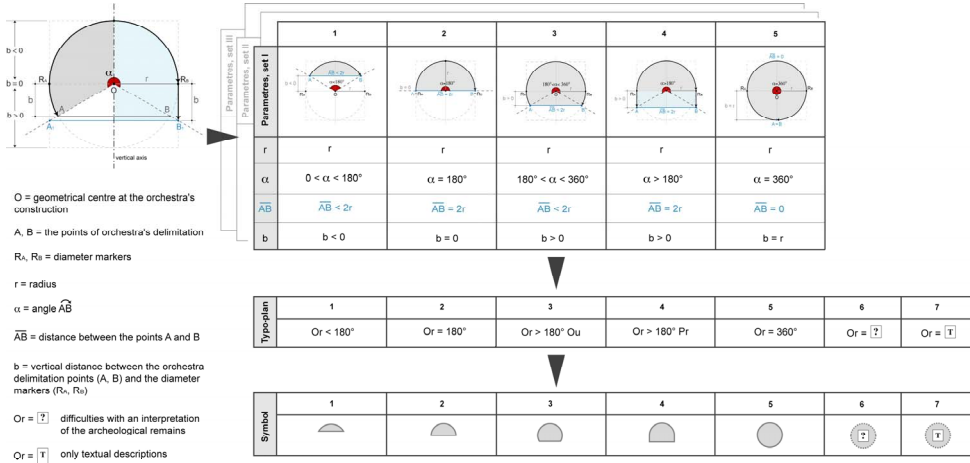 b < 0
b = 0
b > 0
RA
RB
α
r
O
b
b
A
B
A1
B1
vertical axis
O = geometrical centre at the orchestra's
construction
A, B = the points of orchestra's delimitation
RA, RB = diameter markers
r = radius
α = angle AB
AB = distance between the points A and B
b = vertical distance between the orchestra
delimitation points (A, B) and the diameter
markers (RA, RB)
Or = ? difficulties with an interpretation
of the archeological remains
Or = T only textual descriptions
Parametres, set III
Parametres, set II
Parametres, set I
1 2 3 4 5
r r r r r r
α 0 < α < 180° α = 180° 180° < α < 360° α > 180° α = 360°
AB AB < 2r AB = 2r AB < 2r AB = 2r AB = 0
b b < 0 b = 0 b > 0 b > 0 b = r
Typo-plan
1 2 3 4 5 6 7
Or < 180° Or = 180° Or > 180° Ou Or > 180° Pr Or = 360° Or = ? Or = T
Symbol
1 2 3 4 5 6 7
? T